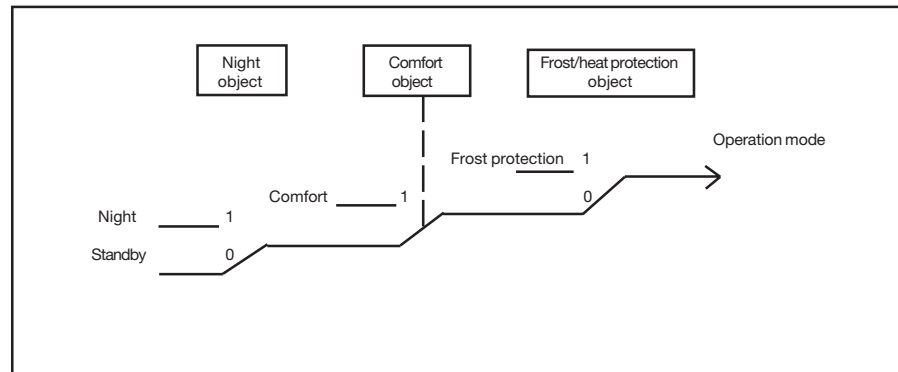 Night
object
Comfort
object
Frost/heat protection
object
Operation mode
Frost protection 1
Comfort 1
0
Night 1
Standby 0